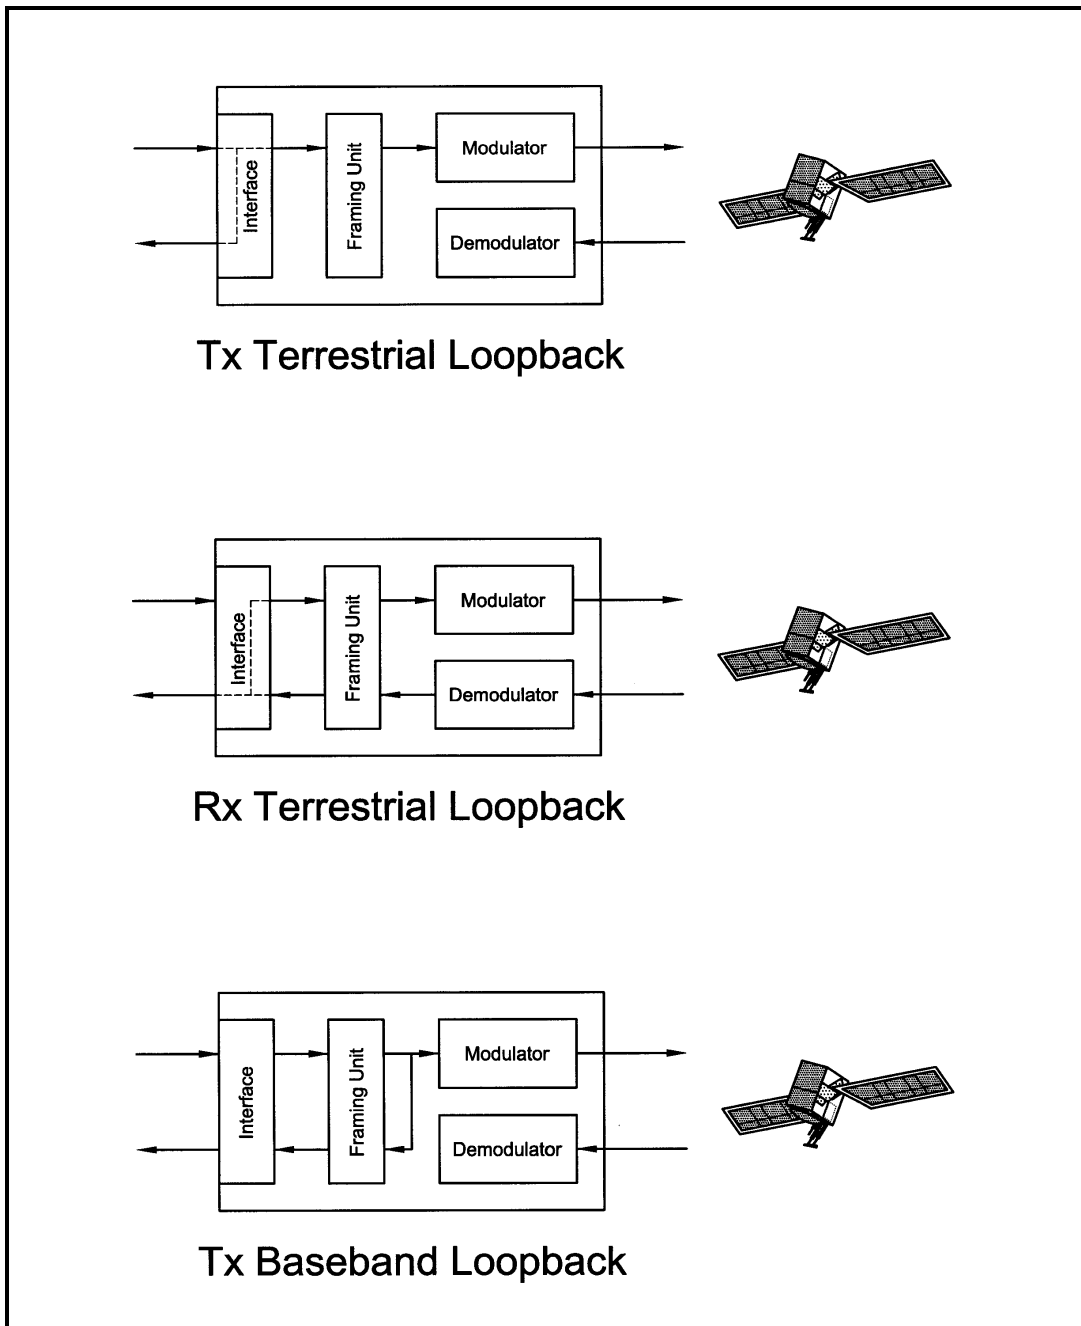 Interface
Framing Unit
Modulator
Demodulator
Tx Terrestrial Loopback
Interface
Framing Unit
Modulator
Demodulator
Rx Terrestrial Loopback
Interface
Framing Unit
Modulator
Demodulator
Tx Baseband Loopback